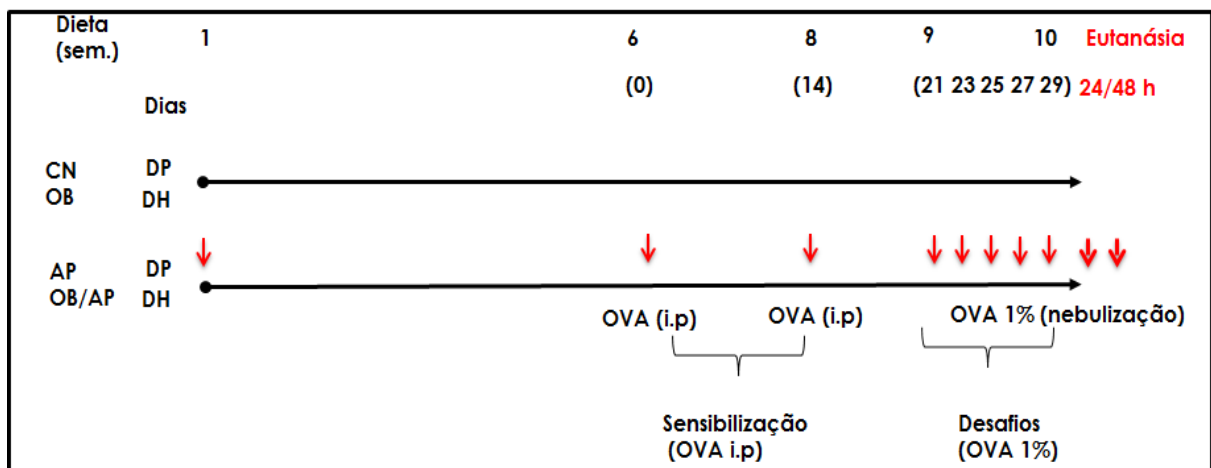 Dieta 1 6 8 9 10 Eutanásia
(sem.)
(0) (14) (21 23 25 27 29) 24/48 h
Dias
CN DP
OB DH
AP DP
OB/AP DH
OVA (i.p) OVA (i.p) OVA 1% (nebulização)
Sensibilização Desafios
(OVA i.p) (OVA 1%)